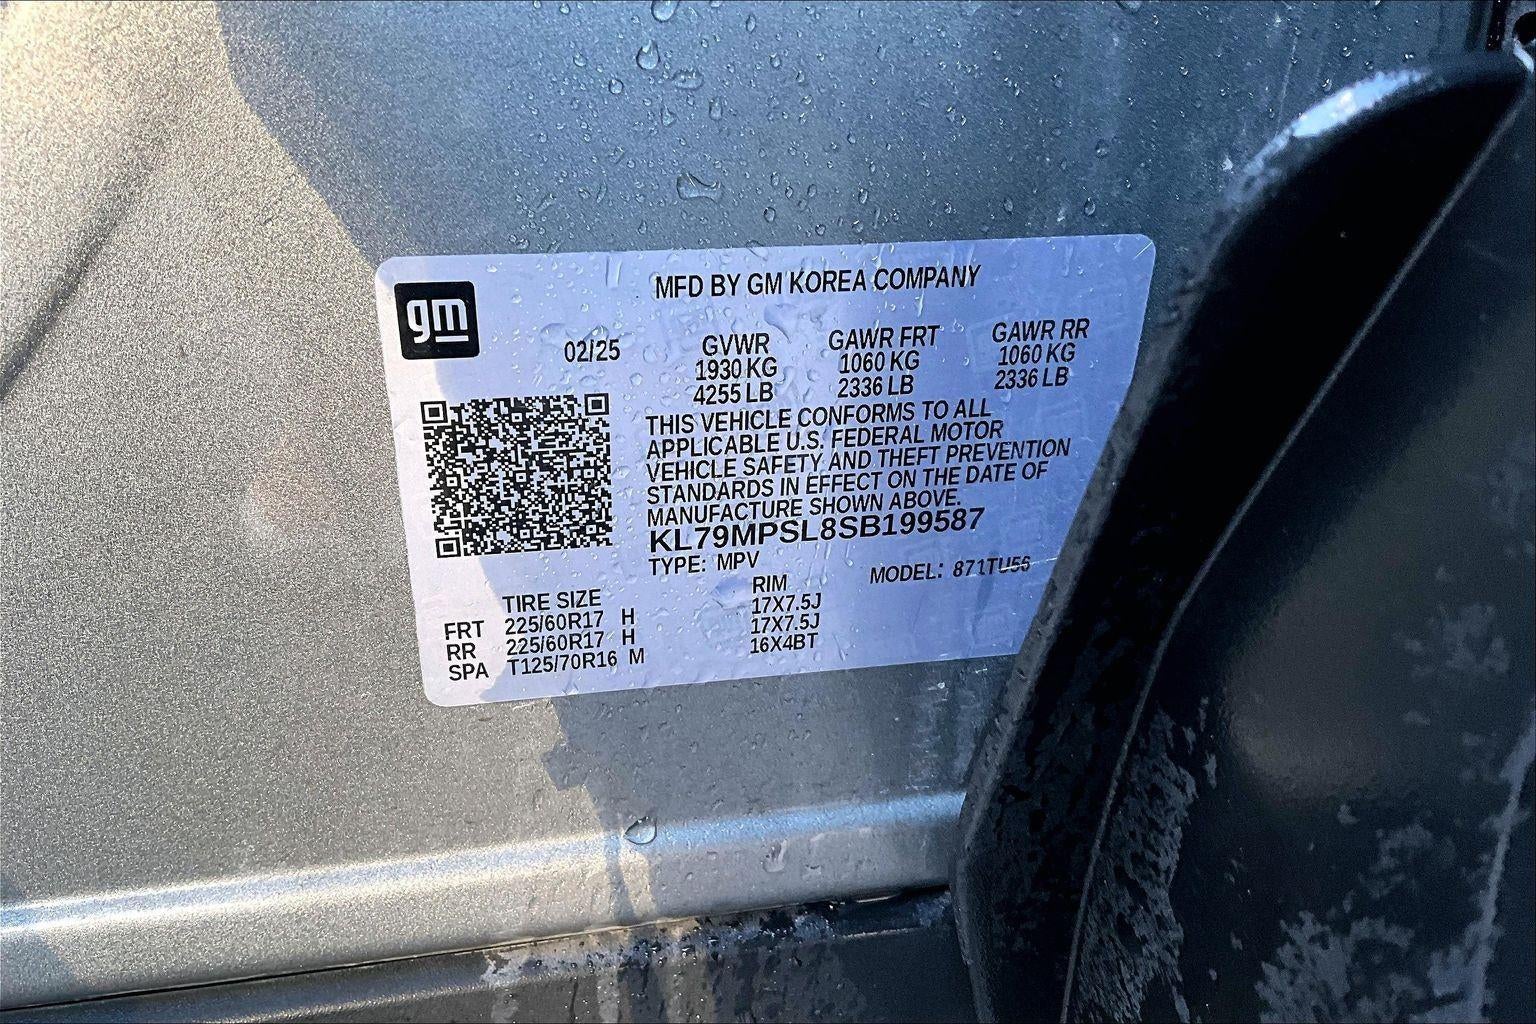 gm
MFD BY GM KOREA COMPANY
02/25 GVWR GAWR FRT GAWR RR
1930 KG 1060 KG 1060 KG
4255 LB 2336 LB 2336 LB
THIS VEHICLE CONFORMS TO ALL
APPLICABLE U.S. FEDERAL MOTOR
VEHICLE SAFETY AND THEFT PREVENTION
STANDARDS IN EFFECT ON THE DATE OF
MANUFACTURE SHOWN ABOVE.
KL79MPSL8SB199587
TYPE: MPV MODEL: 871TU56
TIRE SIZE RIM
FRT 225/60R17 H 17X7.5J
RR 225/60R17 H 17X7.5J
SPA T125/70R16 M 16X4BT